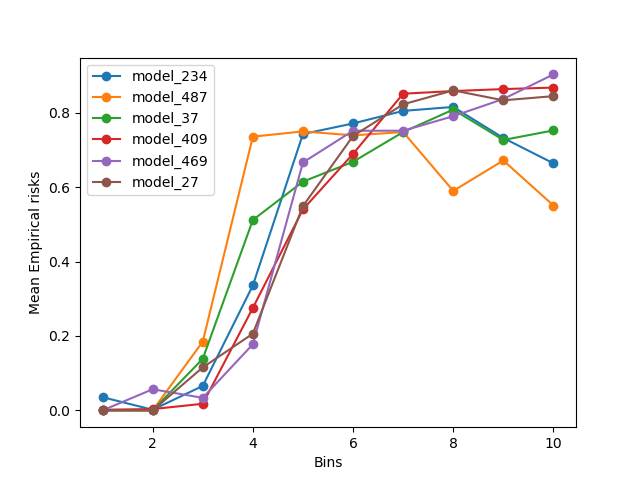 model_234
model_487
model_37
model_409
model_469
model_27
Mean Empirical risks
0.8
0.6
0.4
0.2
0.0
2 4 6 8 10
Bins